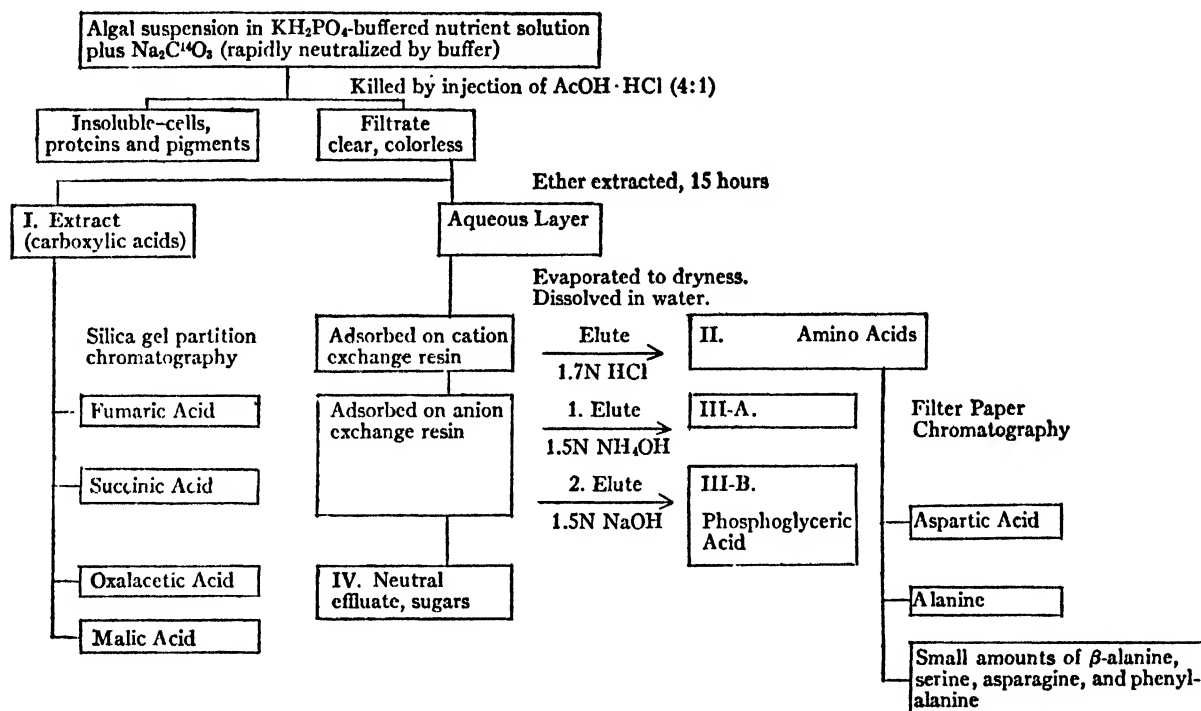 Algal suspension in KH₂PO₄-buffered nutrient solution
plus Na₂C¹⁴O₃ (rapidly neutralized by buffer)
Killed by injection of AcOH·HCl (4:1)
Insoluble-cells,
proteins and pigments
Filtrate
clear, colorless
Ether extracted, 15 hours
I. Extract
(carboxylic acids)
Aqueous Layer
Evaporated to dryness.
Dissolved in water.
Silica gel partition
chromatography
Adsorbed on cation
exchange resin
Elute
1.7N HCl
II. Amino Acids
Fumaric Acid
Adsorbed on anion
exchange resin
1. Elute
1.5N NH₄OH
III-A.
Filter Paper
Chromatography
Succinic Acid
2. Elute
1.5N NaOH
III-B.
Phosphoglyceric
Acid
Aspartic Acid
Oxalacetic Acid
IV. Neutral
effluate, sugars
Alanine
Malic Acid
Small amounts of β-alanine,
serine, asparagine, and phenyl-
alanine